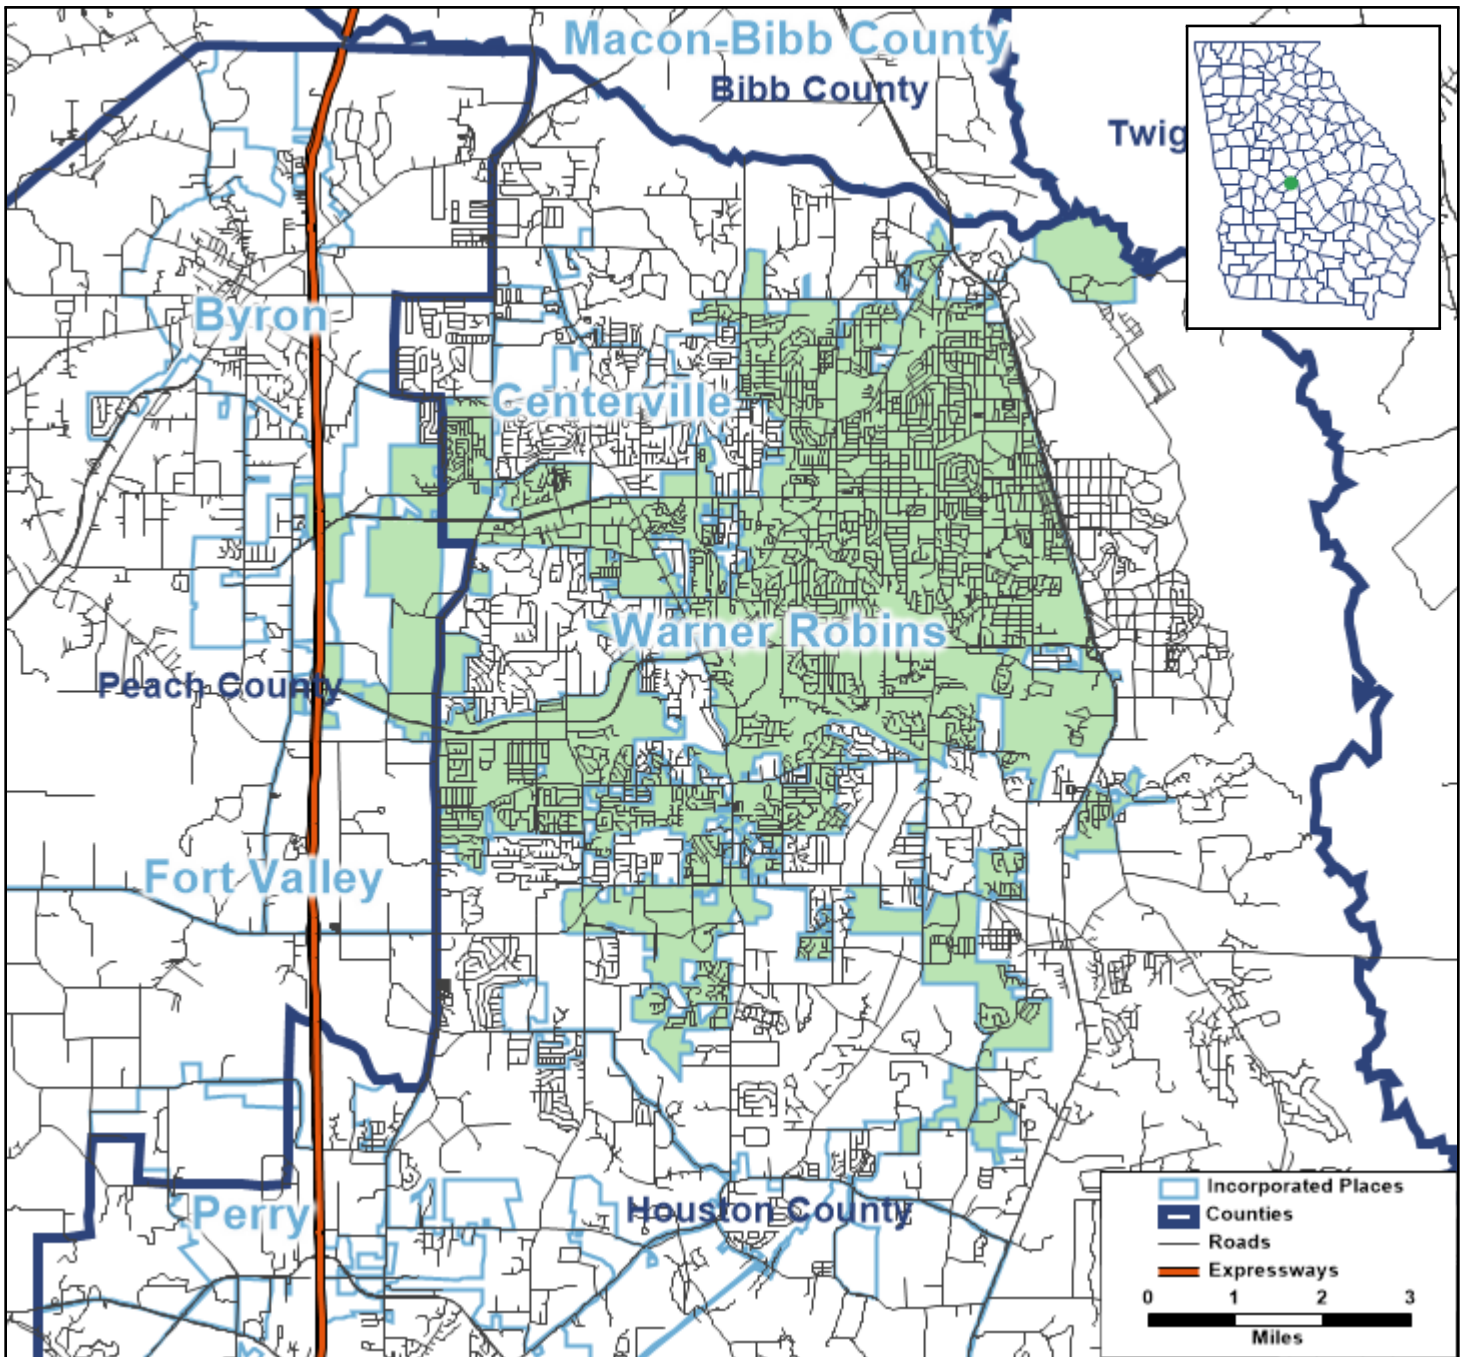 Macon-Bibb County
Bibb County
Twig
Byron
Centerville
Warner Robins
Peach County
Fort Valley
Perry
Houston County
Incorporated Places
Counties
Roads
Expressways
0 1 2 3
Miles